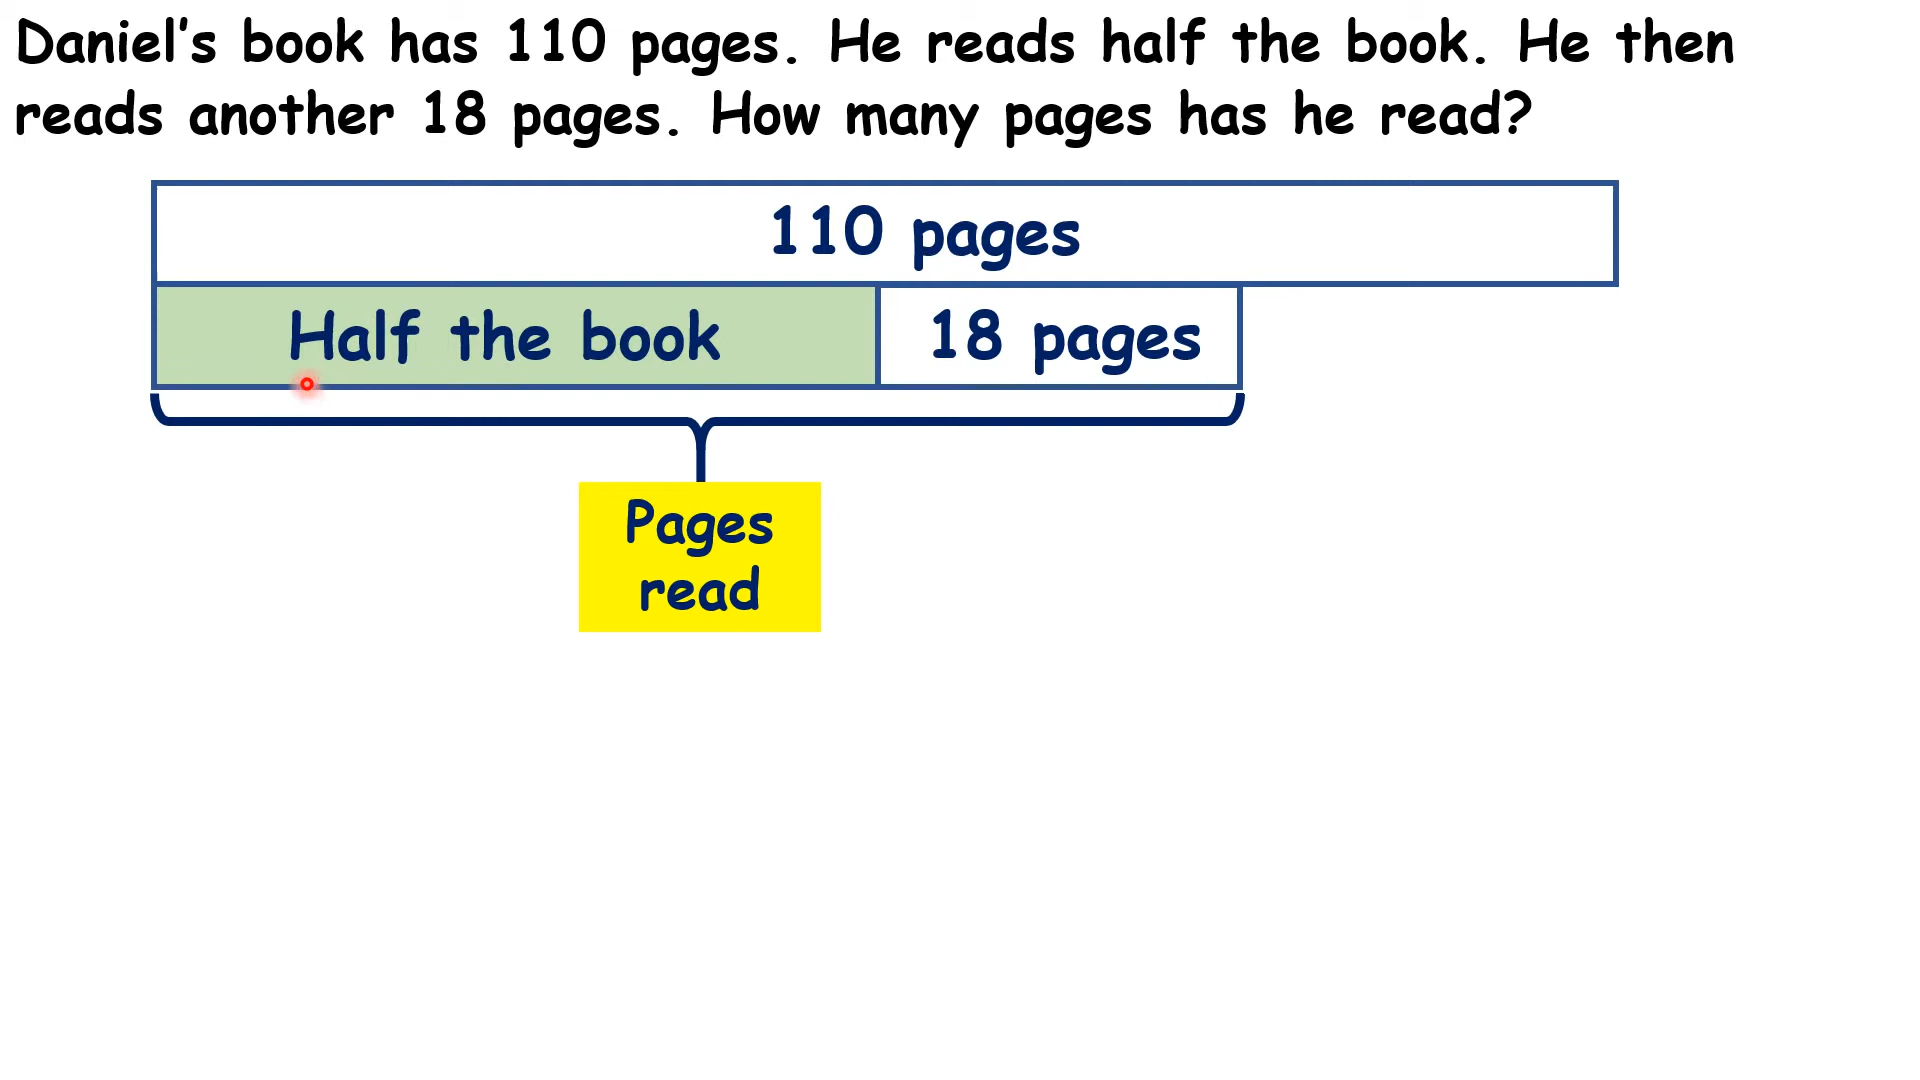 Daniel's book has 110 pages. He reads half the book. He then
reads another 18 pages. How many pages has he read?
110 pages
Half the book
18 pages
Pages
read